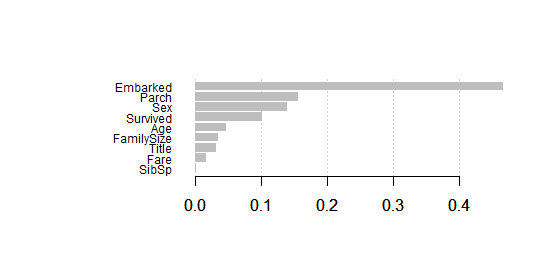 Embarked
Parch
Sex
Survived
Age
FamilySize
Title
Fare
SibSp
0.0 0.1 0.2 0.3 0.4